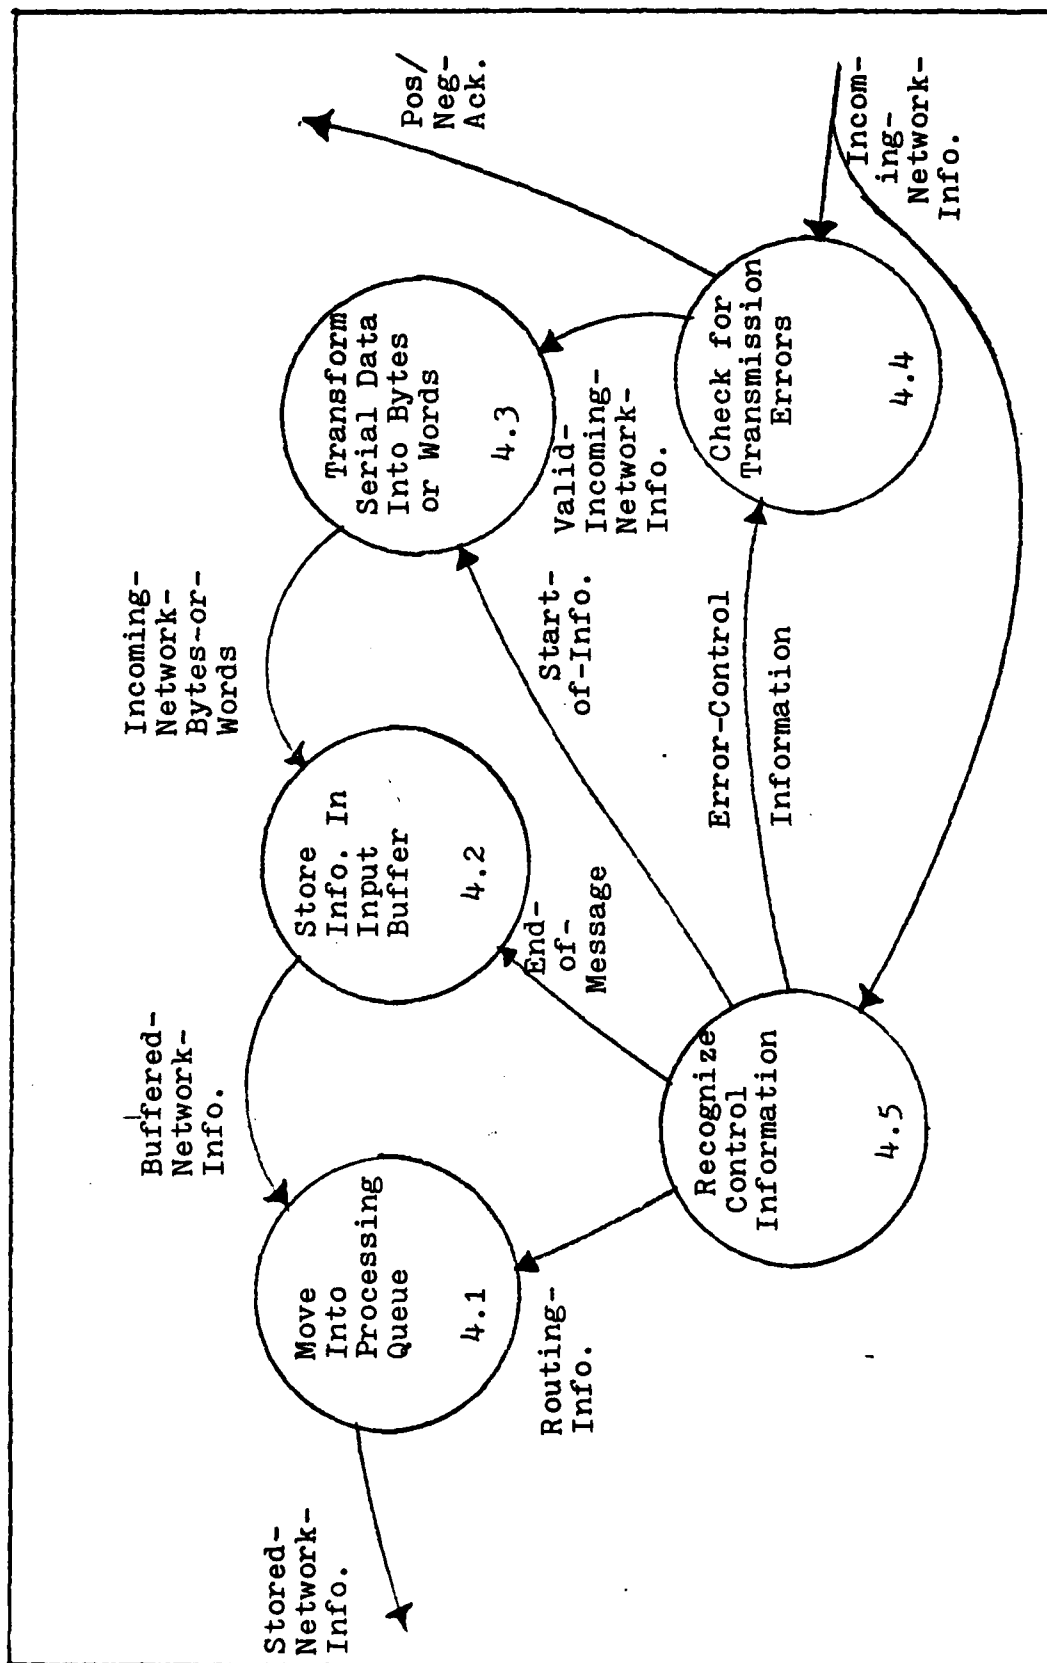 Stored-
Network-
Info.
Buffered-
Network-
Info.
Incoming-
Network-
Bytes-or-
Words
Pos/
Neg-
Ack.
Move
Into
Processing
Queue
4.1
Store
Info. In
Input
Buffer
4.2
Transform
Serial Data
Into Bytes
or Words
4.3
Routing-
Info.
End-
of-
Message
Start-
of-Info.
Valid-
Incoming-
Network-
Info.
Error-Control
Information
Recognize
Control
Information
4.5
Check for
Transmission
Errors
4.4
Incom-
ing-
Network-
Info.